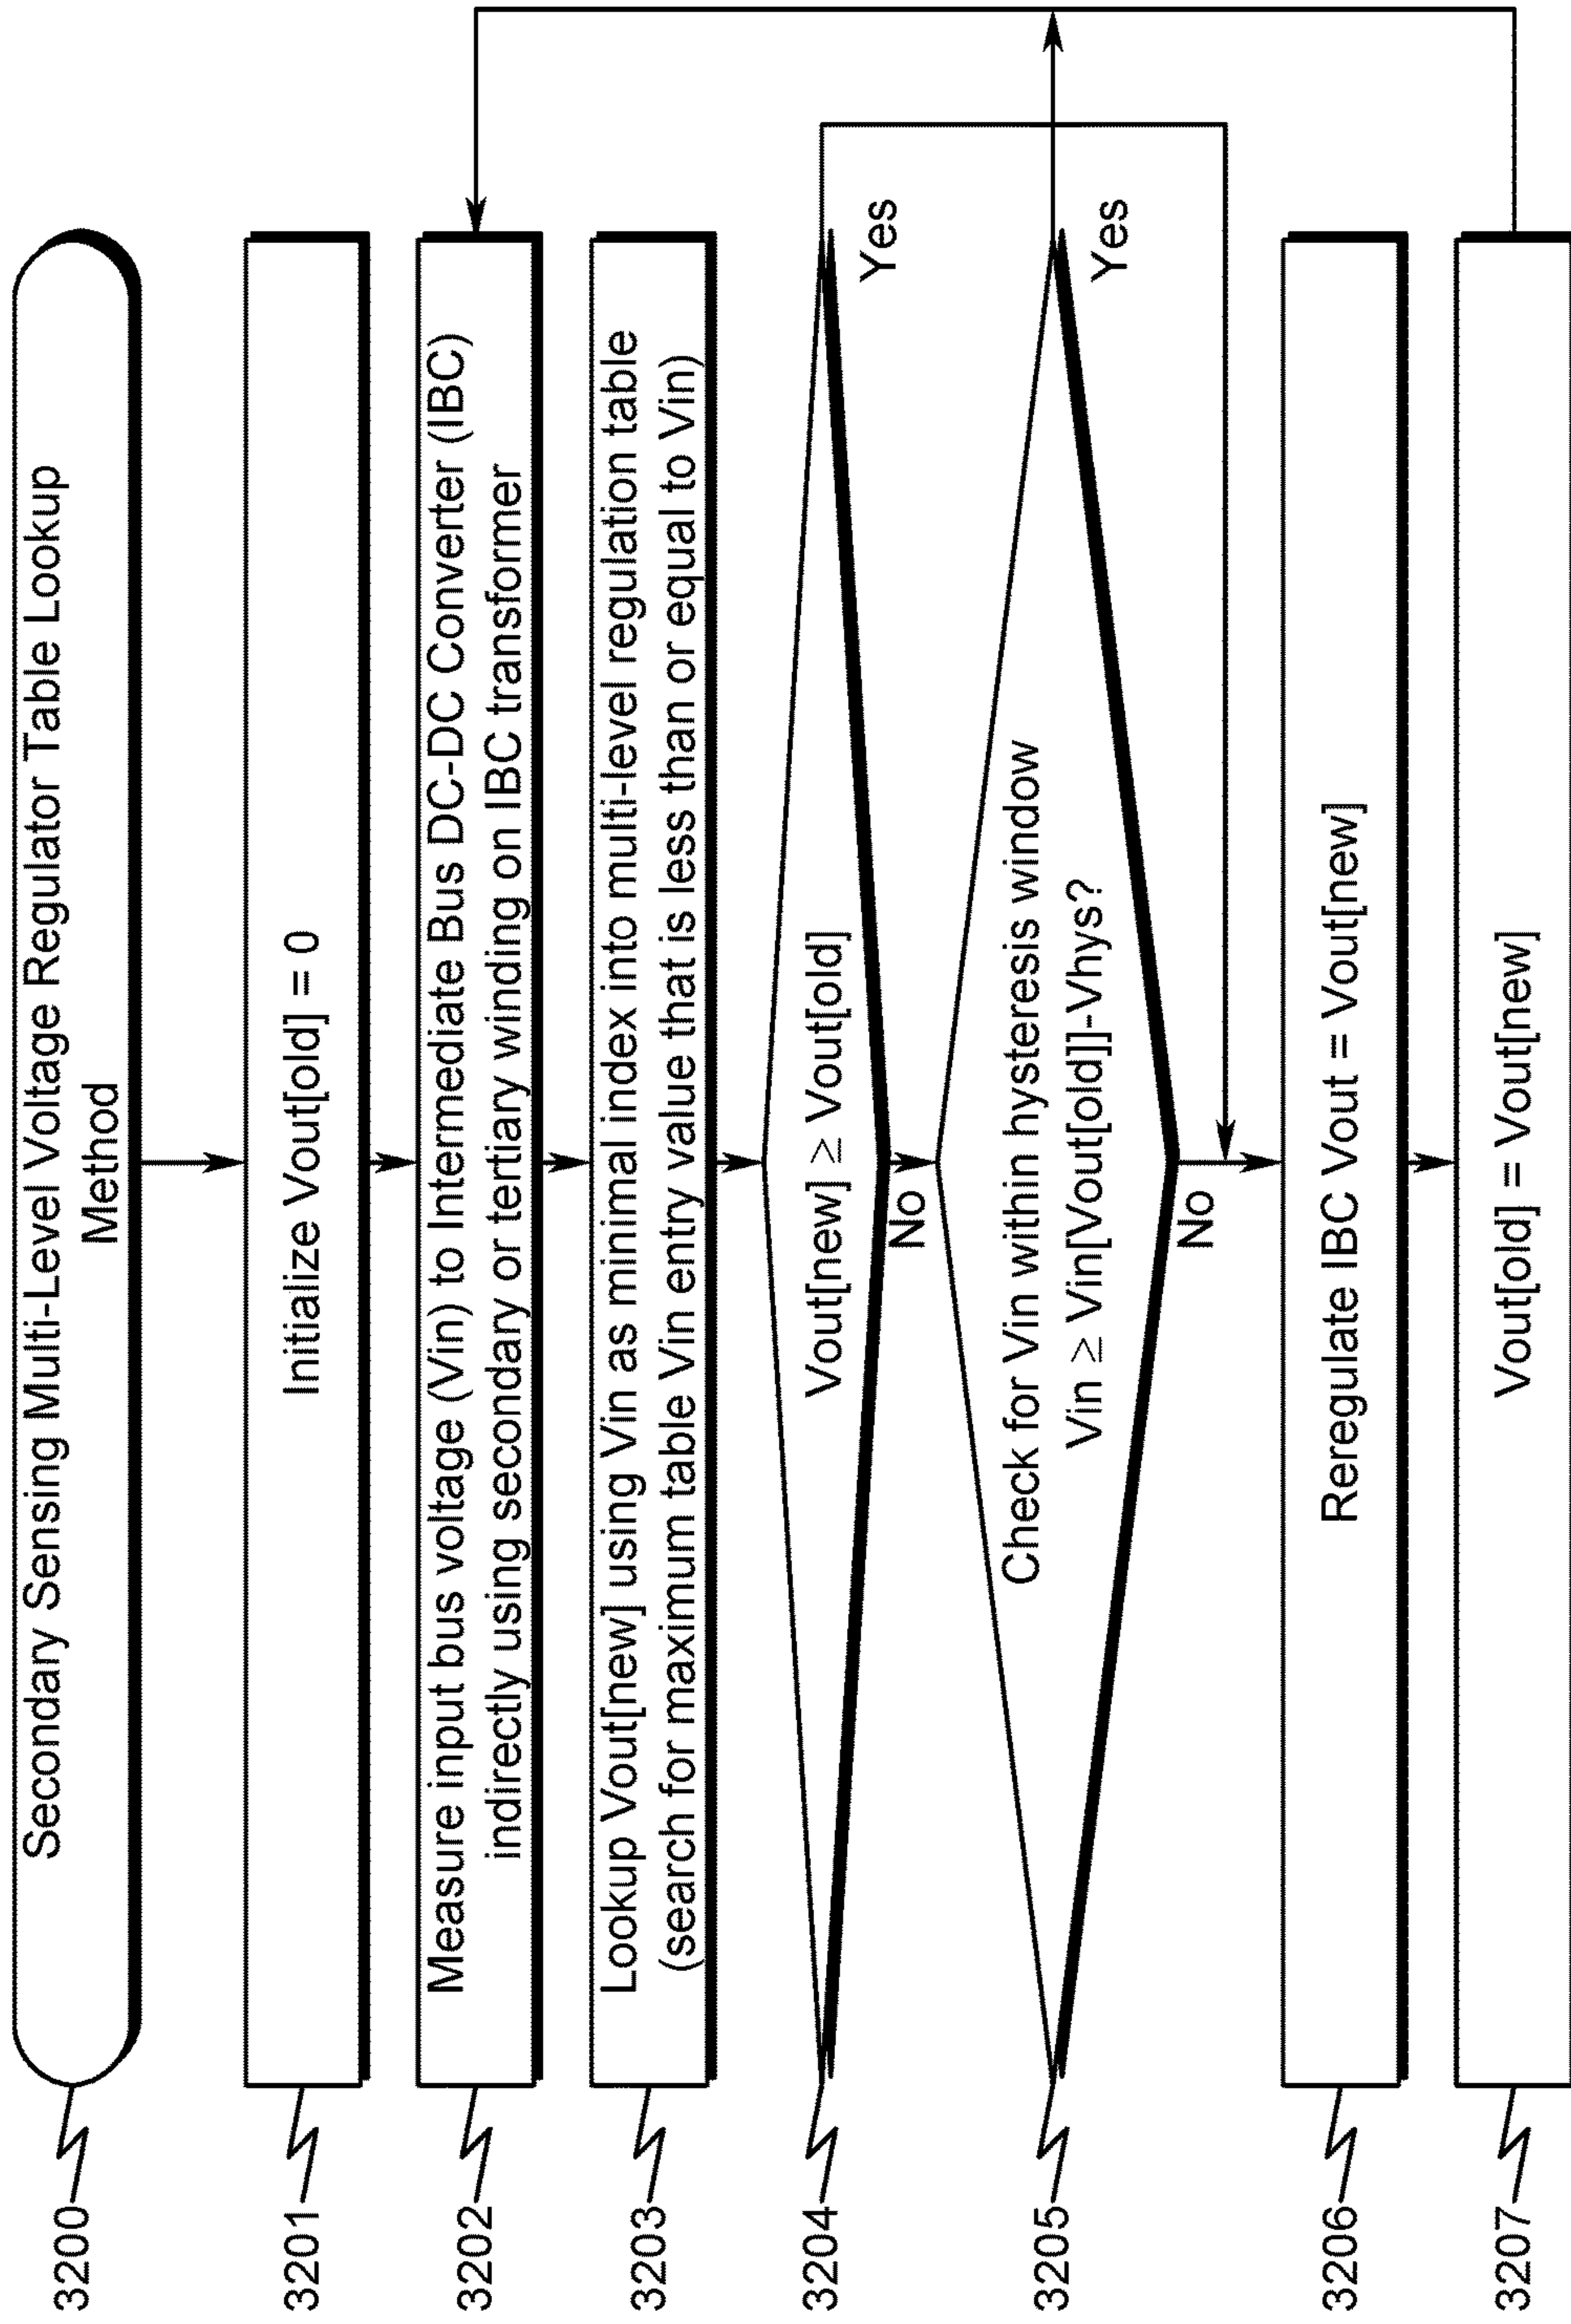 3200
Secondary Sensing Multi-Level Voltage Regulator Table Lookup
Method
3201
Initialize Vout[old] = 0
3202
Measure input bus voltage (Vin) to Intermediate Bus DC-DC Converter (IBC)
indirectly using secondary or tertiary winding on IBC transformer
3203
Lookup Vout[new] using Vin as minimal index into multi-level regulation table
(search for maximum table Vin entry value that is less than or equal to Vin)
3204
Vout[new] ≥ Vout[old]
Yes
No
3205
Check for Vin within hysteresis window
Vin ≥ Vin[Vout[old]]-Vhys?
Yes
No
3206
Reregulate IBC Vout = Vout[new]
3207
Vout[old] = Vout[new]